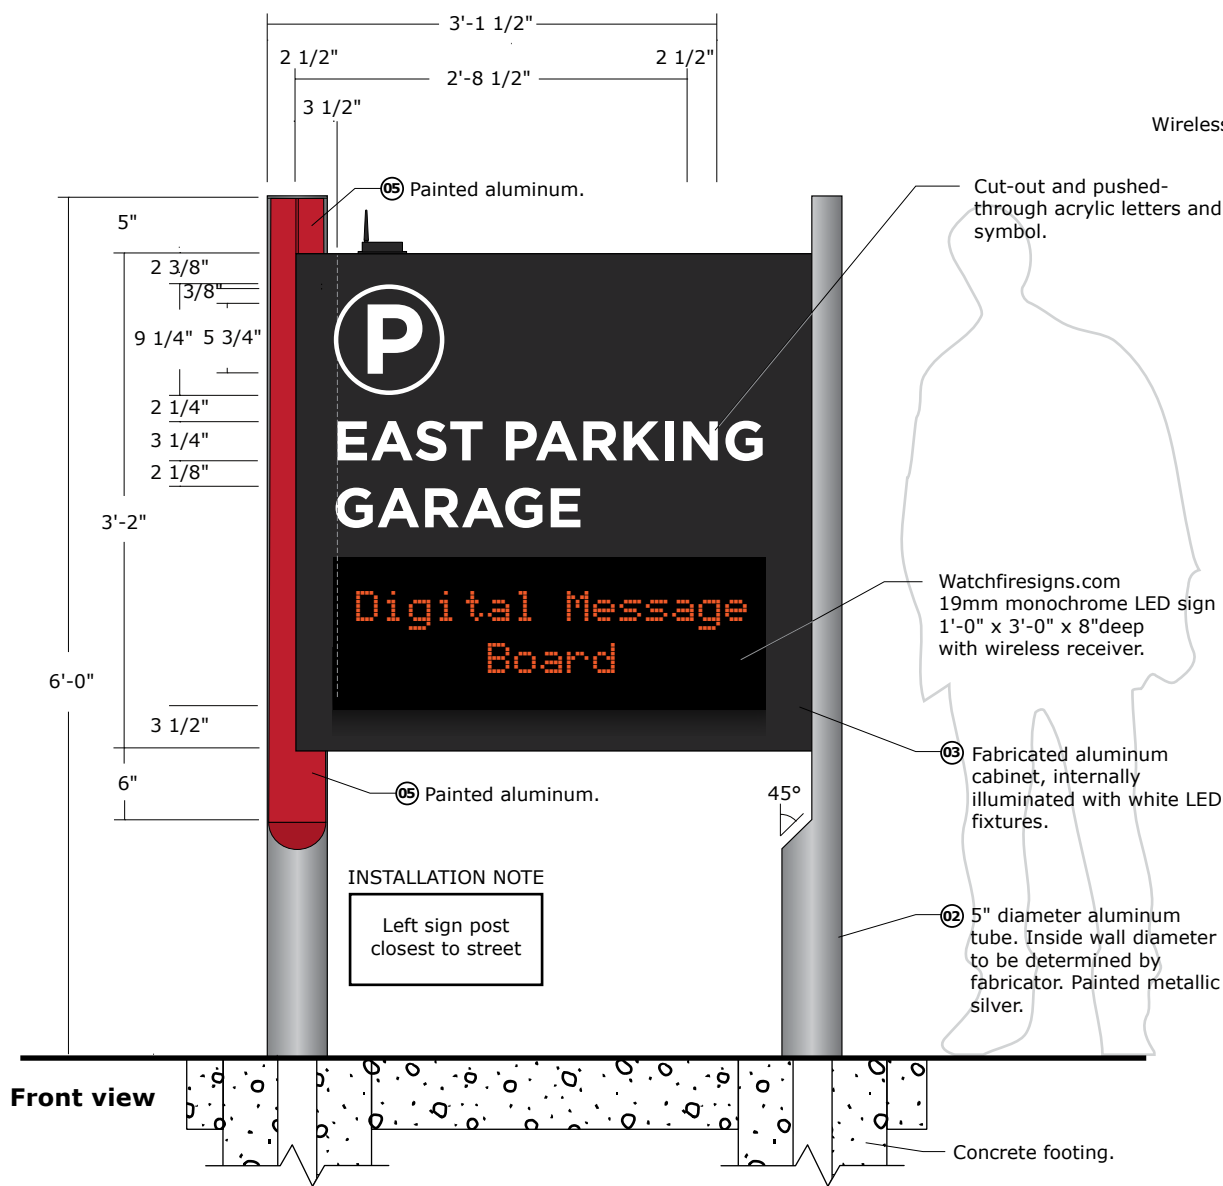 3'-1 1/2"
2 1/2"
2 1/2"
2'-8 1/2"
3 1/2"
Wireless
05 Painted aluminum.
Cut-out and pushed-
through acrylic letters and
symbol.
5"
2 3/8"
3/8"
9 1/4"
5 3/4"
2 1/4"
3 1/4"
2 1/8"
3'-2"
6'-0"
3 1/2"
6"
P
EAST PARKING
GARAGE
Digital Message
Board
Watchfiresigns.com
19mm monochrome LED sign
1'-0" x 3'-0" x 8"deep
with wireless receiver.
03 Fabricated aluminum
cabinet, internally
illuminated with white LED
fixtures.
05 Painted aluminum.
45°
INSTALLATION NOTE
Left sign post
closest to street
02 5" diameter aluminum
tube. Inside wall diameter
to be determined by
fabricator. Painted metallic
silver.
Front view
Concrete footing.